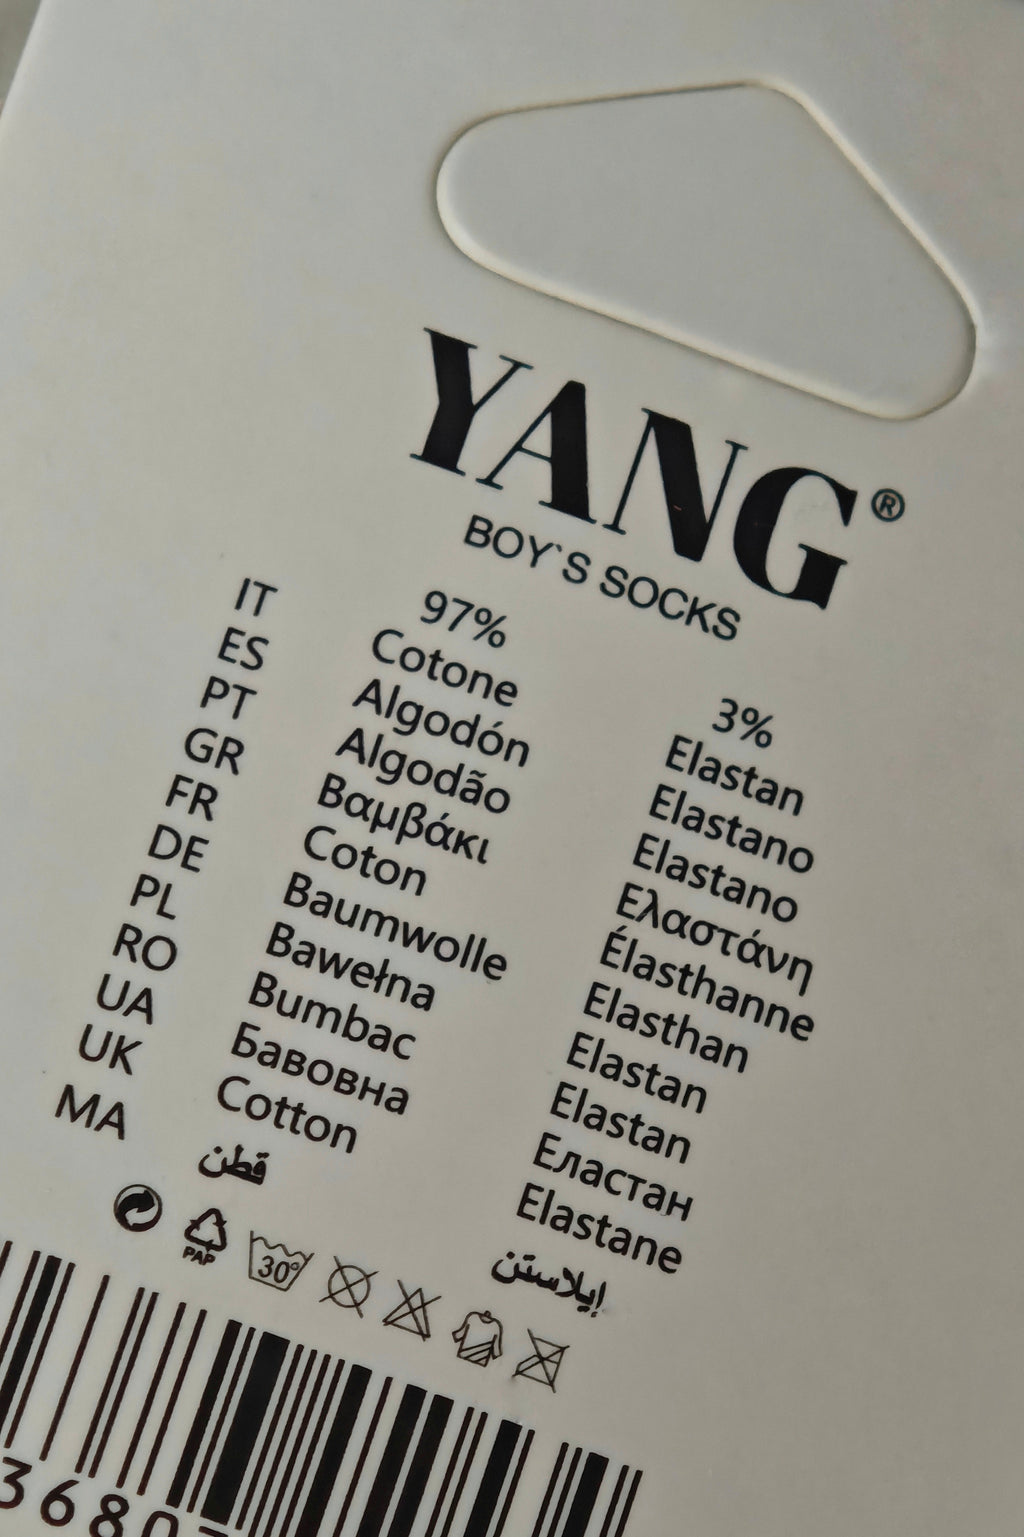 YANG®
BOY`S SOCKS
97% 3%
IT Cotone Elastan
ES Algodón Elastano
PT Algodão Elastano
GR Βαμβάκι Ελαστάνη
FR Coton Élasthanne
DE Baumwolle Elasthan
PL Bawełna Elastan
RO Bumbac Elastan
UA Бавовна Еластан
UK Cotton Elastane
MA قطن إيلاستن
PAP 30°
3680